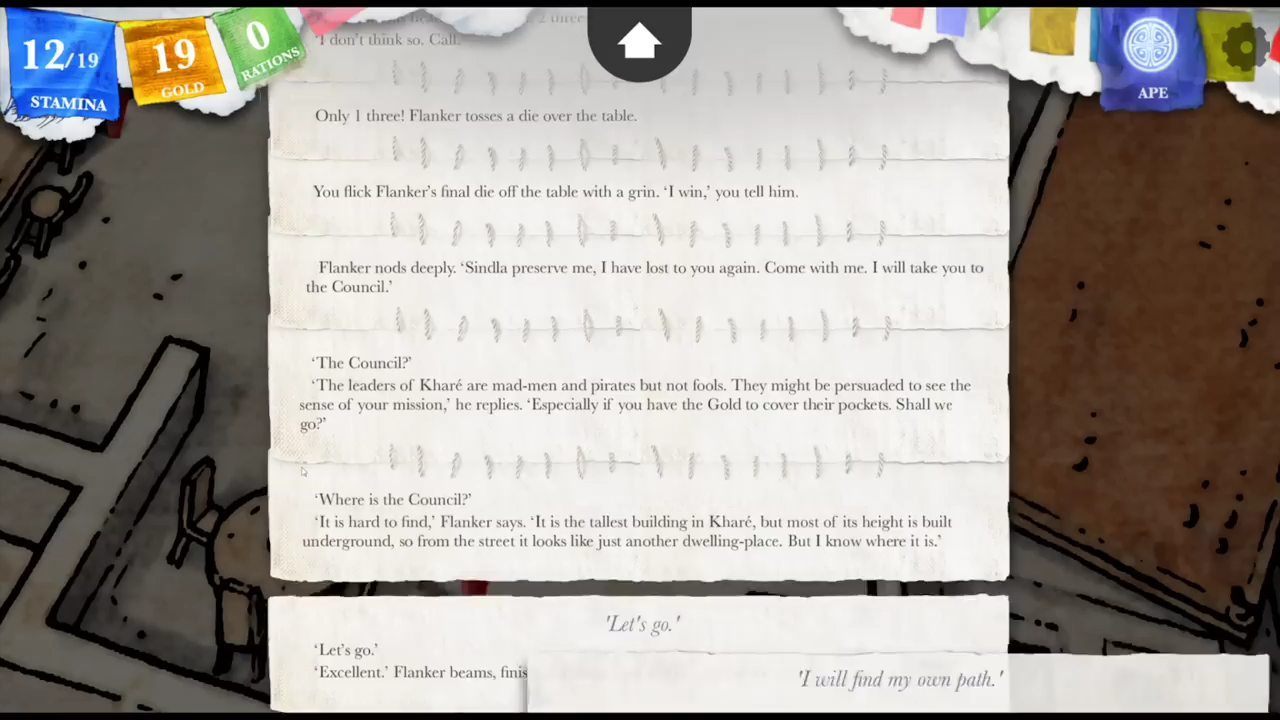 12/19
STAMINA
19
GOLD
0
RATIONS
APE
2 three
'I don't think so. Call.
Only 1 three! Flanker tosses a die over the table.
You flick Flanker's final die off the table with a grin. 'I win,' you tell him.
Flanker nods deeply. 'Sindla preserve me, I have lost to you again. Come with me. I will take you to
the Council.'
'The Council?'
'The leaders of Kharé are mad-men and pirates but not fools. They might be persuaded to see the
sense of your mission,' he replies. 'Especially if you have the Gold to cover their pockets. Shall we
go?'
'Where is the Council?'
'It is hard to find,' Flanker says. 'It is the tallest building in Kharé, but most of its height is built
underground, so from the street it looks like just another dwelling-place. But I know where it is.'
'Let's go.'
'Let's go.'
'Excellent.' Flanker beams, finis
'I will find my own path.'